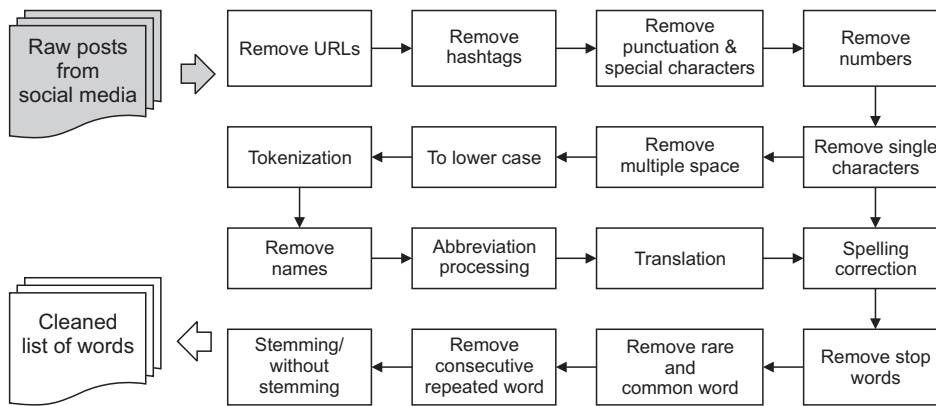 Raw posts
from
social media
Remove URLs
Remove
hashtags
Remove
punctuation &
special characters
Remove
numbers
Remove single
characters
Remove
multiple space
To lower case
Tokenization
Remove
names
Abbreviation
processing
Translation
Spelling
correction
Remove stop
words
Remove rare
and
common word
Remove
consecutive
repeated word
Stemming/
without
stemming
Cleaned
list of words